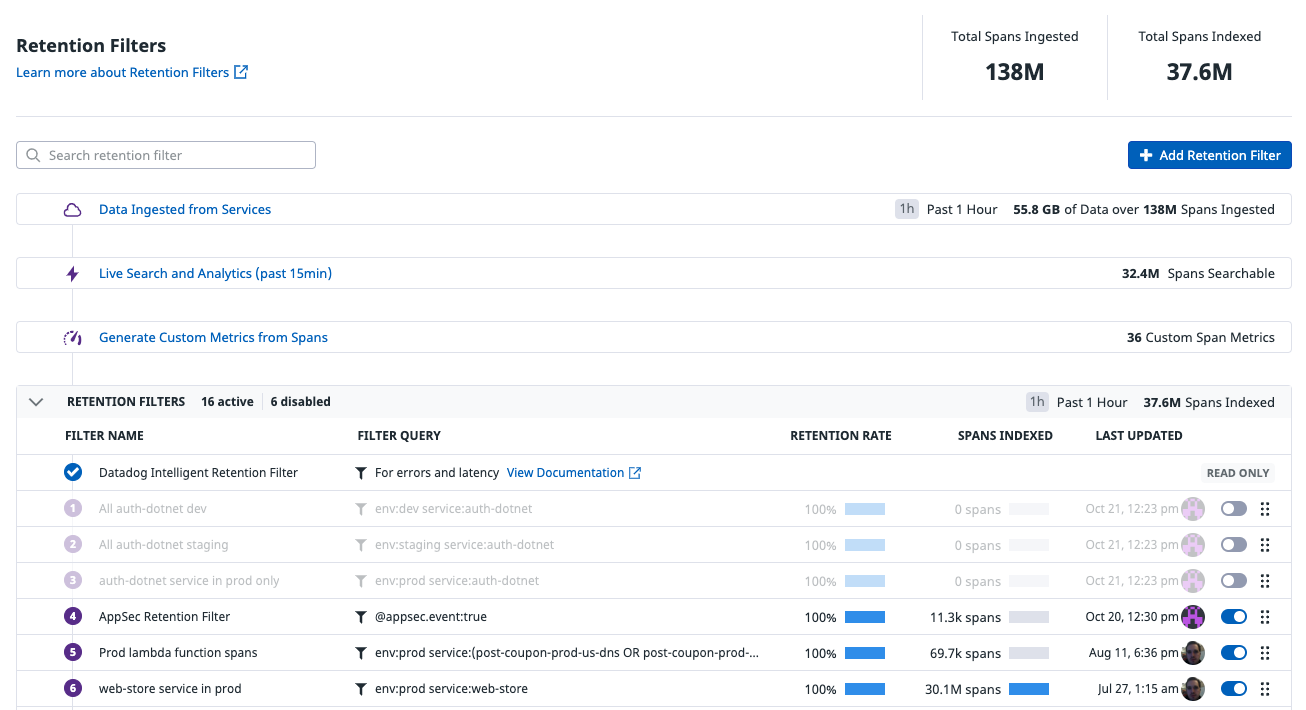 Retention Filters
Learn more about Retention Filters
Total Spans Ingested
138M
Total Spans Indexed
37.6M
Search retention filter
Add Retention Filter
Data Ingested from Services 1h Past 1 Hour 55.8 GB of Data over 138M Spans Ingested
Live Search and Analytics (past 15min) 32.4M Spans Searchable
Generate Custom Metrics from Spans 36 Custom Span Metrics
RETENTION FILTERS 16 active 6 disabled 1h Past 1 Hour 37.6M Spans Indexed
FILTER NAME FILTER QUERY RETENTION RATE SPANS INDEXED LAST UPDATED
Datadog Intelligent Retention Filter For errors and latency View Documentation READ ONLY
1 All auth-dotnet dev env:dev service:auth-dotnet 100% 0 spans Oct 21, 12:23 pm
2 All auth-dotnet staging env:staging service:auth-dotnet 100% 0 spans Oct 21, 12:23 pm
3 auth-dotnet service in prod only env:prod service:auth-dotnet 100% 0 spans Oct 21, 12:23 pm
4 AppSec Retention Filter @appsec.event:true 100% 11.3k spans Oct 20, 12:30 pm
5 Prod lambda function spans env:prod service:(post-coupon-prod-us-dns OR post-coupon-prod-... 100% 69.7k spans Aug 11, 6:36 pm
6 web-store service in prod env:prod service:web-store 100% 30.1M spans Jul 27, 1:15 am